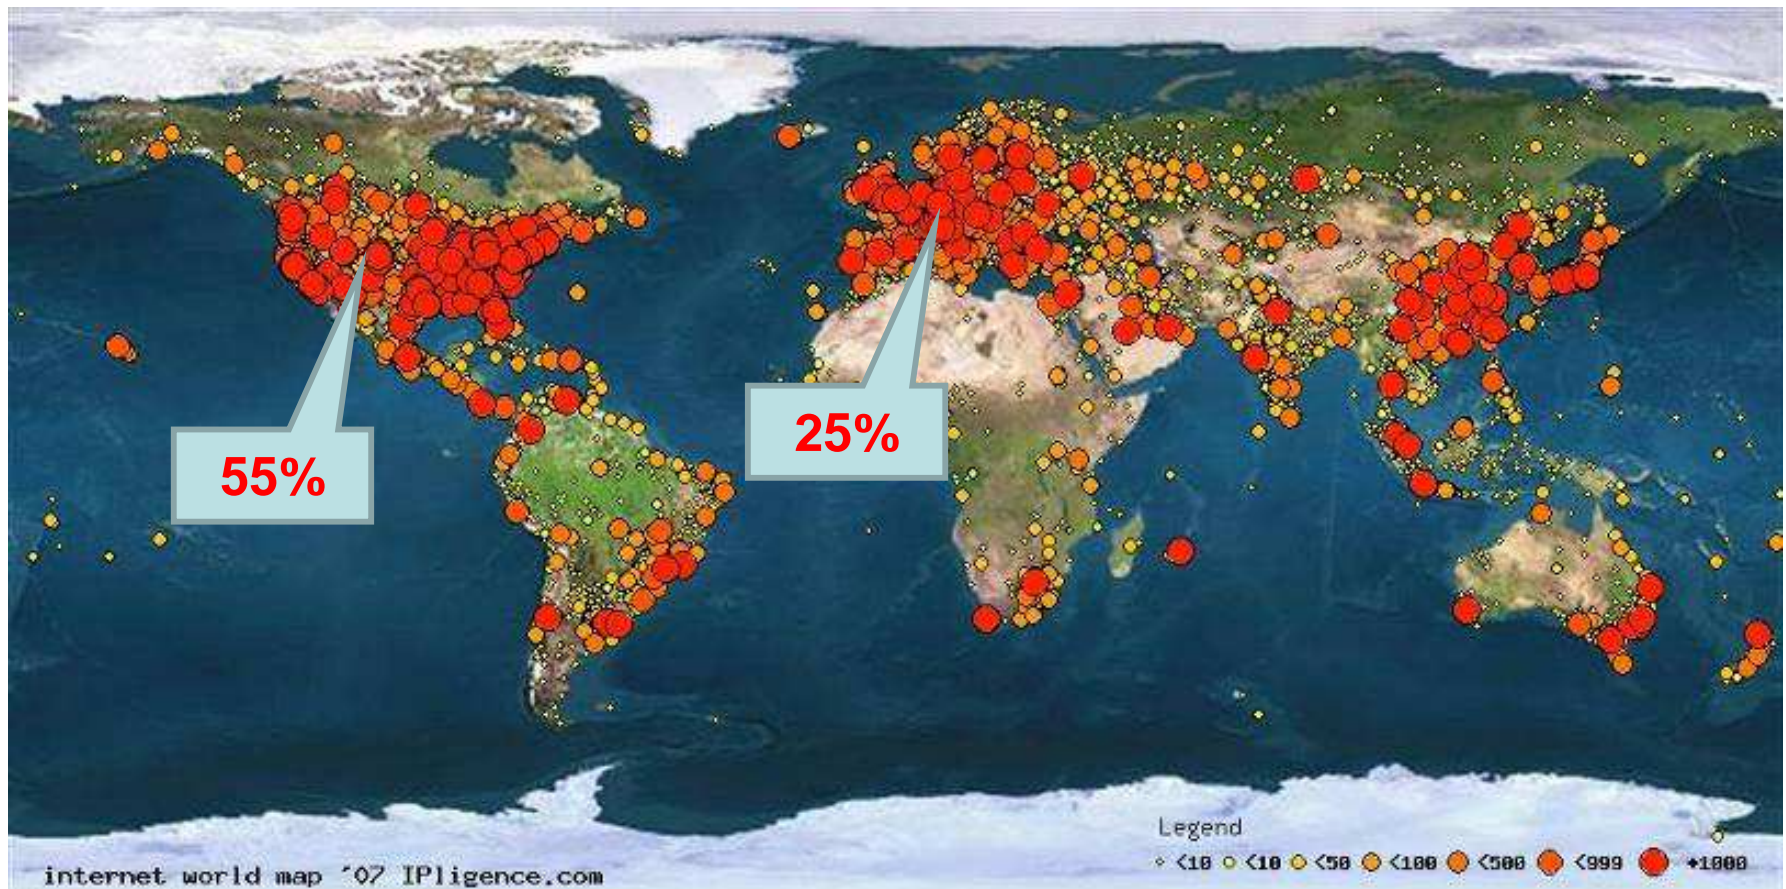 25%
55%
Legend
<10 <10 <50 <100 <500 <999 +1000
internet world map '07 IPligence.com